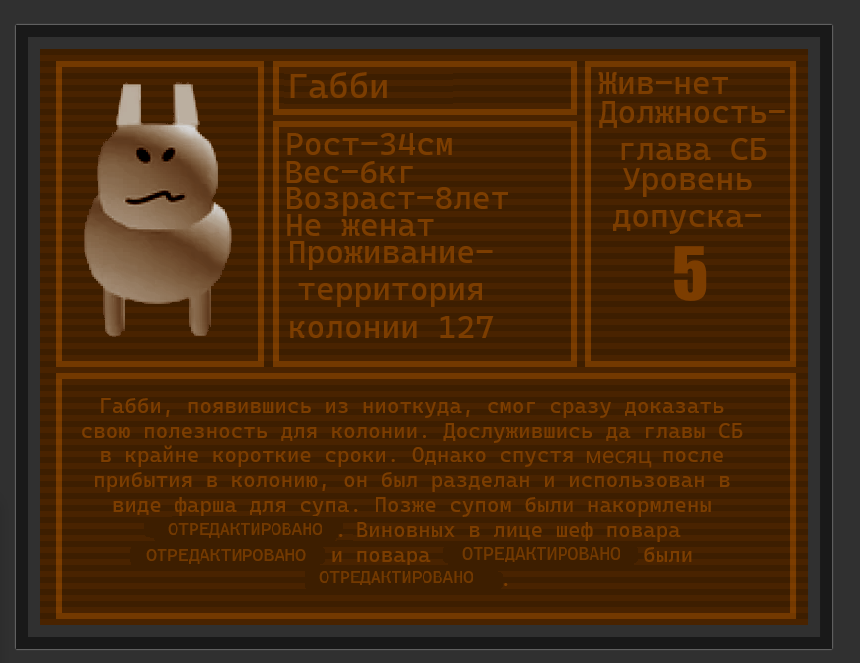 Габби
Рост-34см
Вес-6кг
Возраст-8лет
Не женат
Проживание-
территория
колонии 127
Жив-нет
Должность-
глава СБ
Уровень
допуска-
5
Габби, появившись из ниоткуда, смог сразу доказать
свою полезность для колонии. Дослужившись да главы СБ
в крайне короткие сроки. Однако спустя месяц после
прибытия в колонию, он был разделан и использован в
виде фарша для супа. Позже супом были накормлены
ОТРЕДАКТИРОВАНО . Виновных в лице шеф повара
ОТРЕДАКТИРОВАНО и повара ОТРЕДАКТИРОВАНО были
ОТРЕДАКТИРОВАНО .